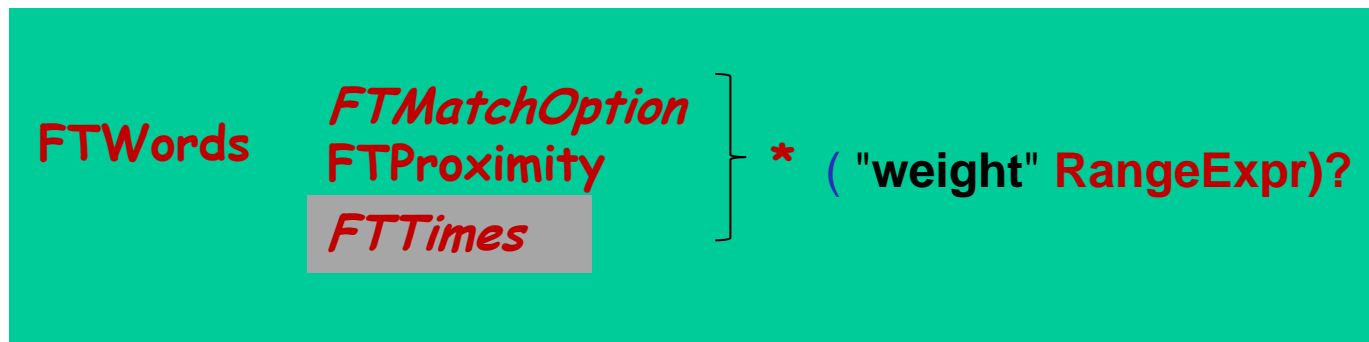 FTMatchOption
FTWords FTProximity * ( "weight" RangeExpr)?
FTTimes